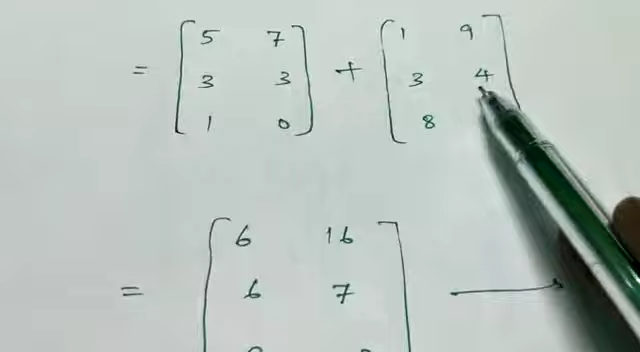 = [ 5 7 ] + [ 1 9 ]
3 3 3 4
1 0 8
= [ 6 16 ]
6 7 →